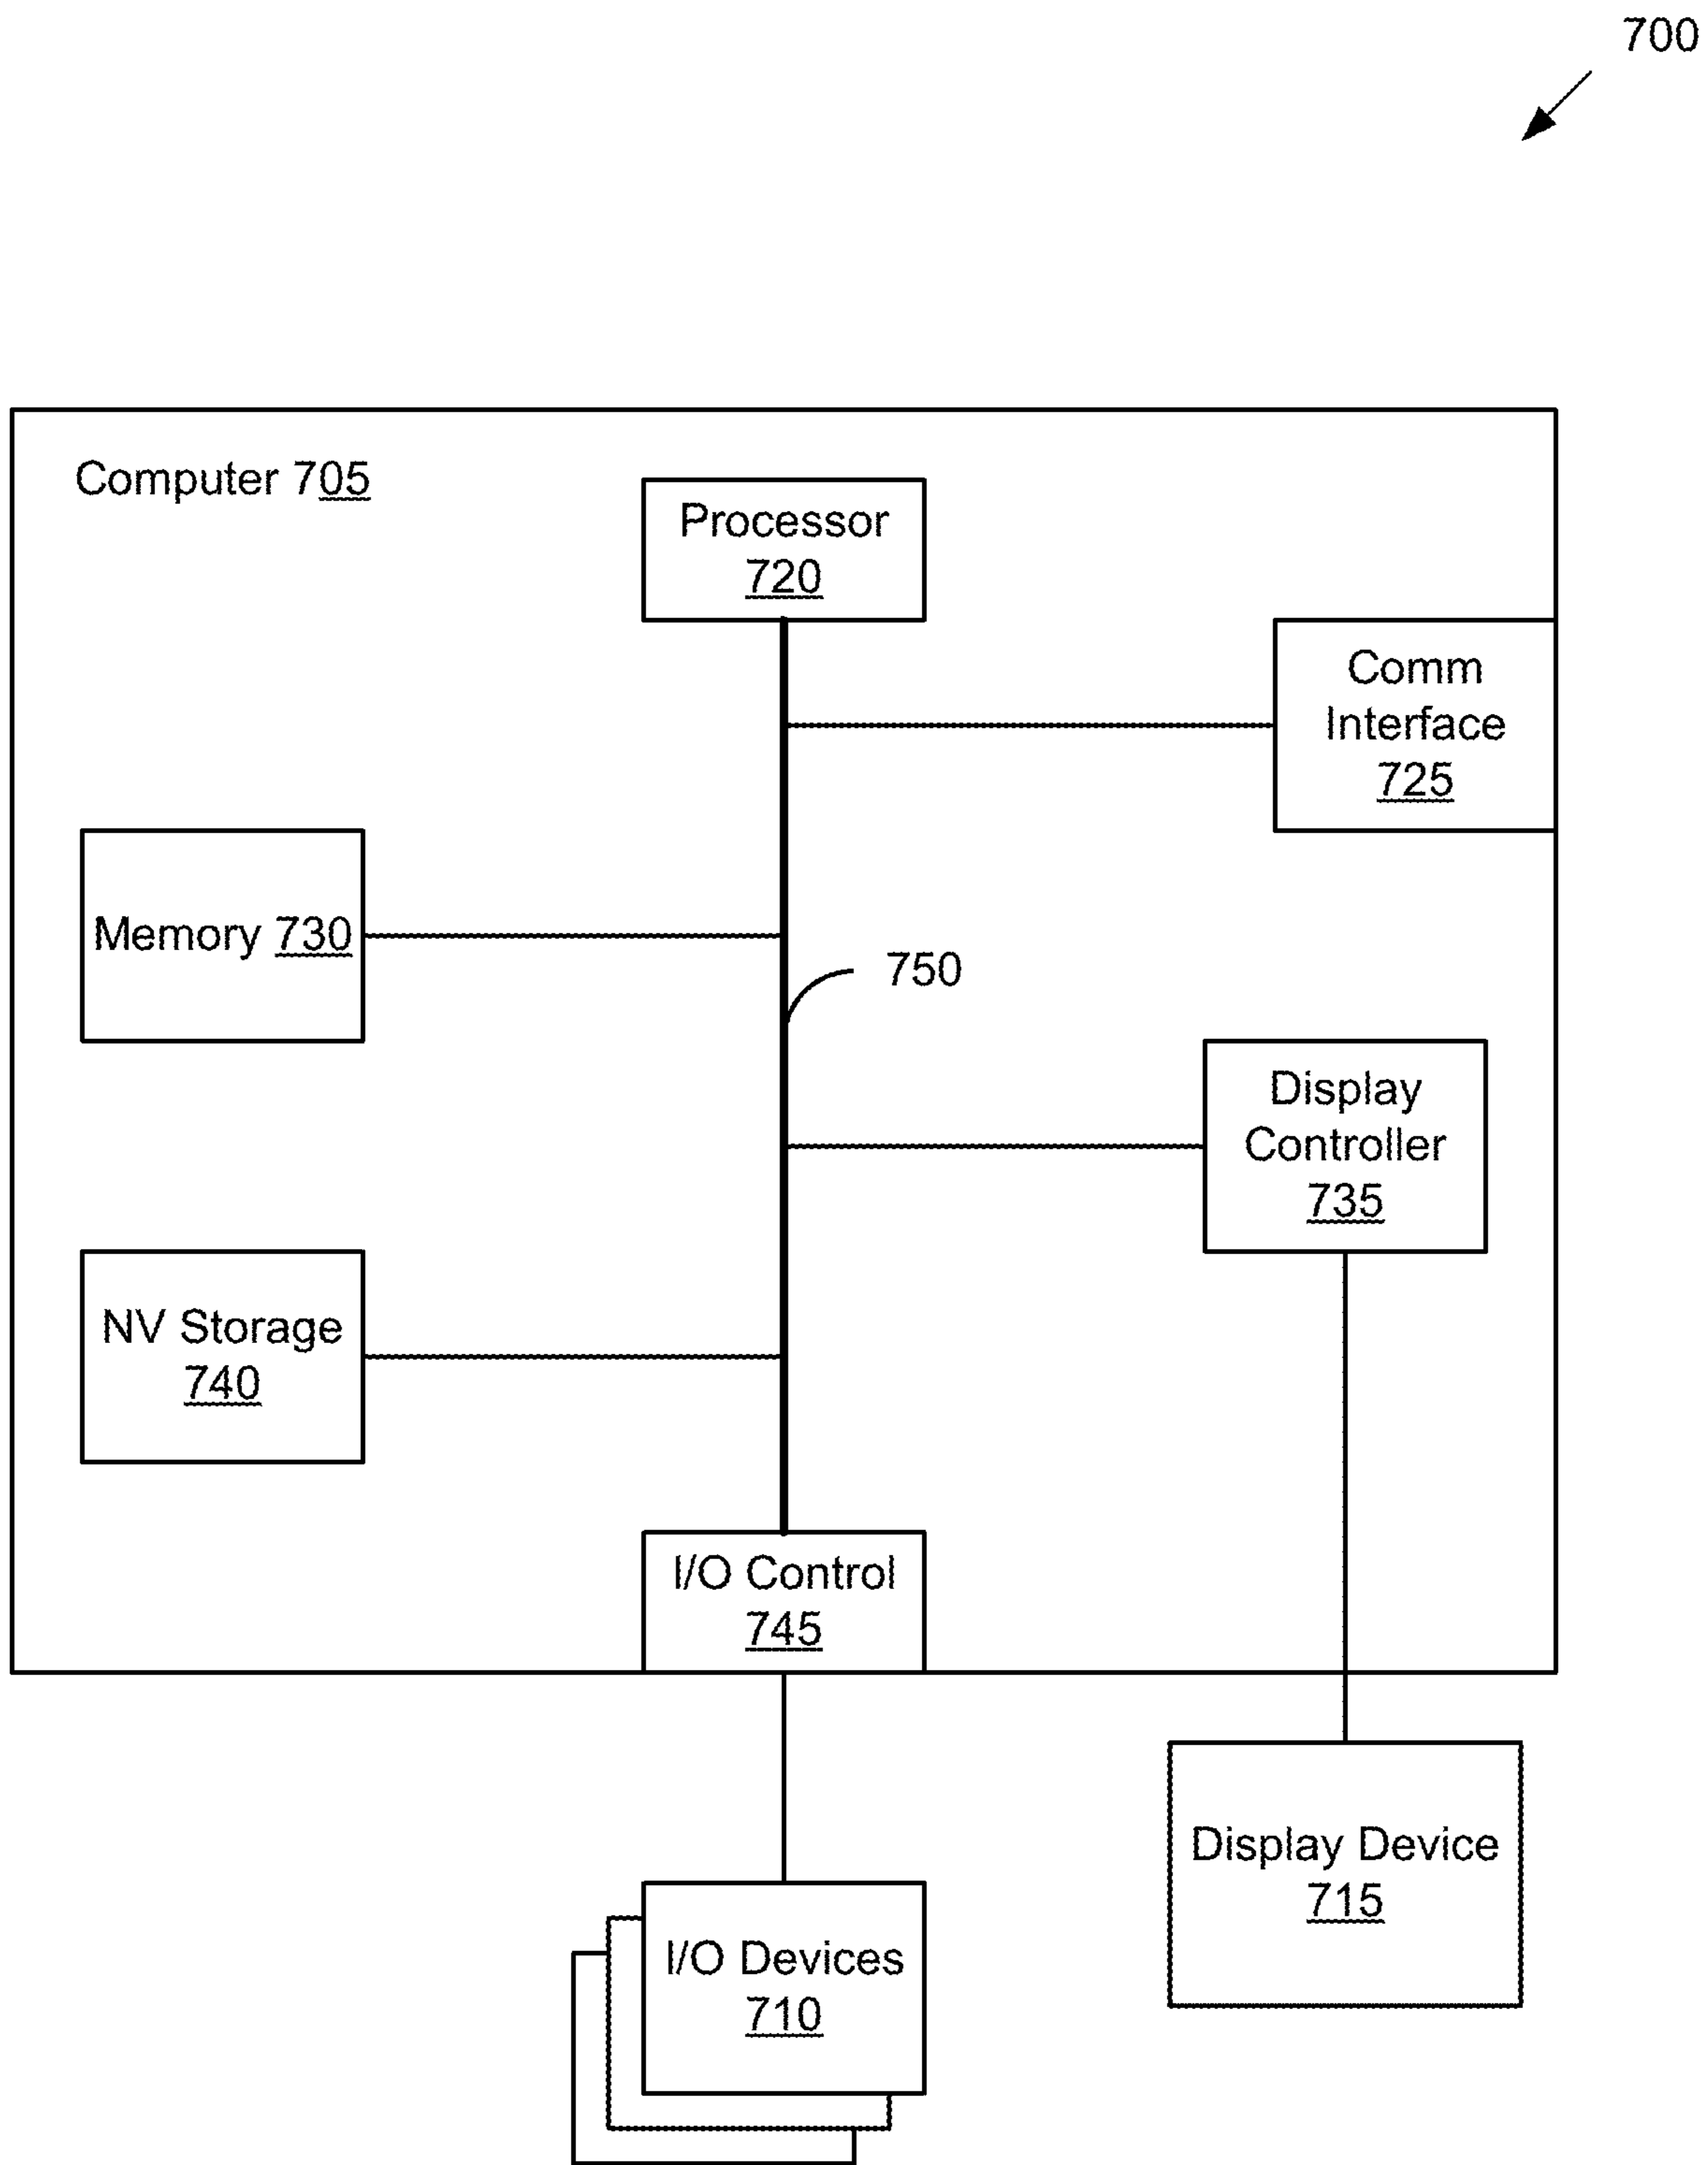 700
Computer 705
Processor
720
Comm
Interface
725
Memory 730
750
Display
Controller
735
NV Storage
740
I/O Control
745
Display Device
715
I/O Devices
710